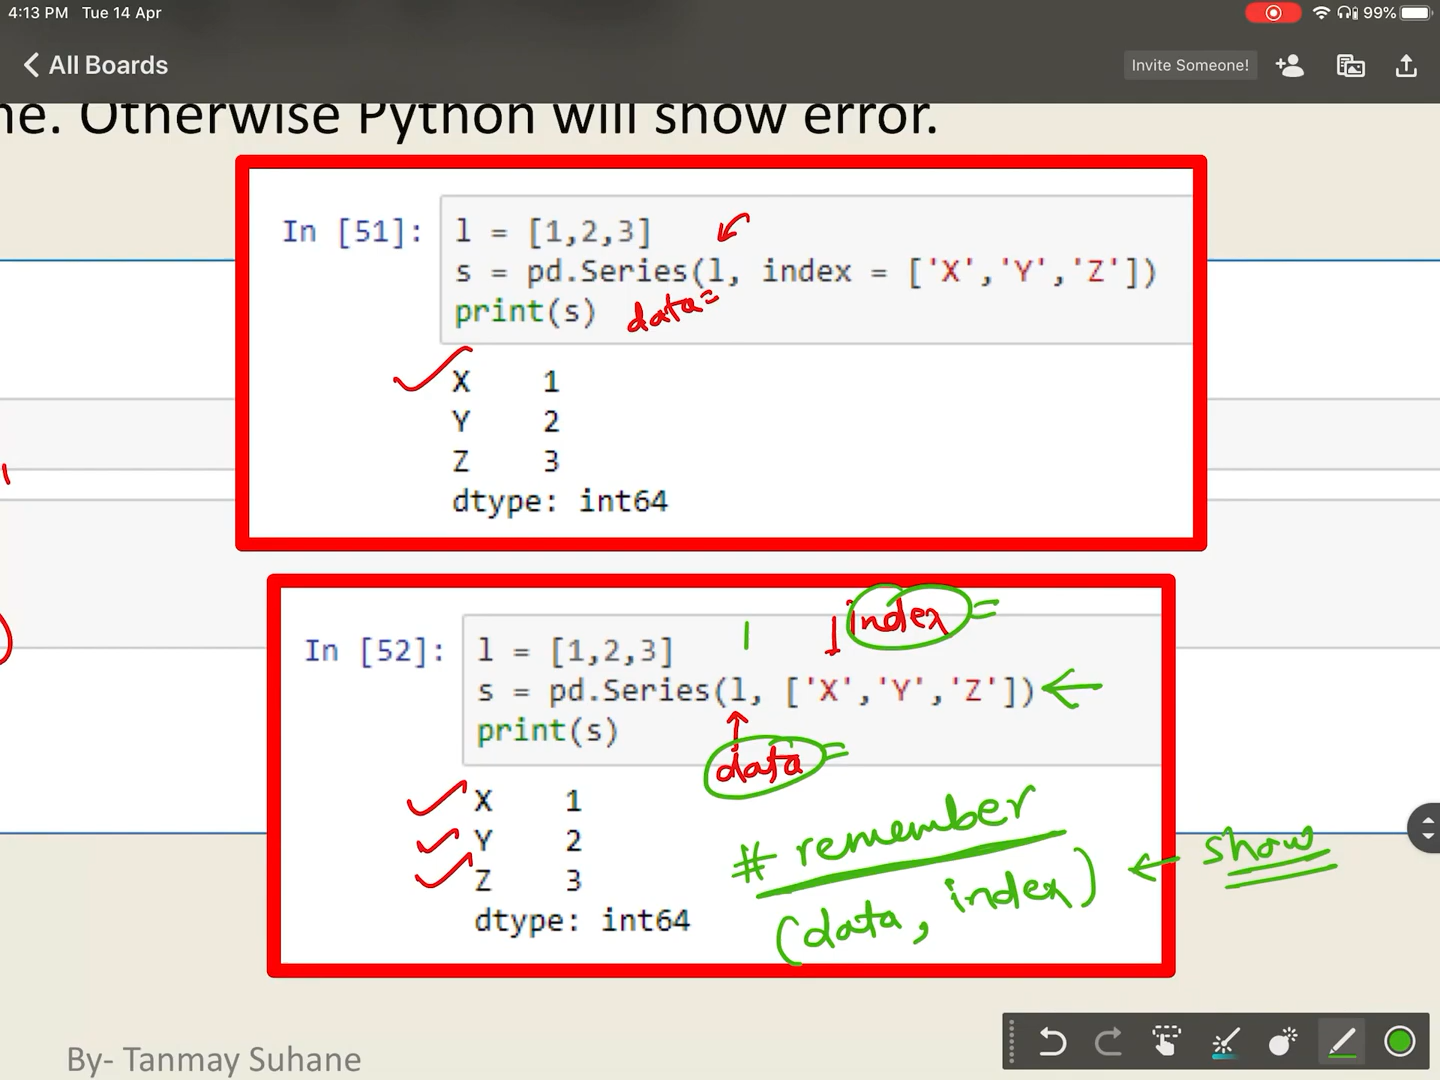 4:13 PM Tue 14 Apr
99%
All Boards
Invite Someone!
ne. Otherwise Python will show error.
In [51]: l = [1,2,3]
s = pd.Series(l, index = ['X','Y','Z'])
print(s)
data=
X 1
Y 2
Z 3
dtype: int64
index =
In [52]: l = [1,2,3]
s = pd.Series(l, ['X','Y','Z'])
print(s)
data =
X 1
Y 2
Z 3
dtype: int64
# remember
(data, index) ← show
By- Tanmay Suhane